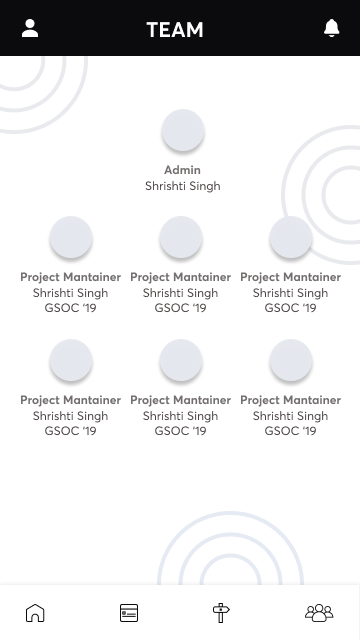 TEAM
Admin
Shrishti Singh
Project Mantainer Project Mantainer Project Mantainer
Shrishti Singh Shrishti Singh Shrishti Singh
GSOC '19 GSOC '19 GSOC '19
Project Mantainer Project Mantainer Project Mantainer
Shrishti Singh Shrishti Singh Shrishti Singh
GSOC '19 GSOC '19 GSOC '19